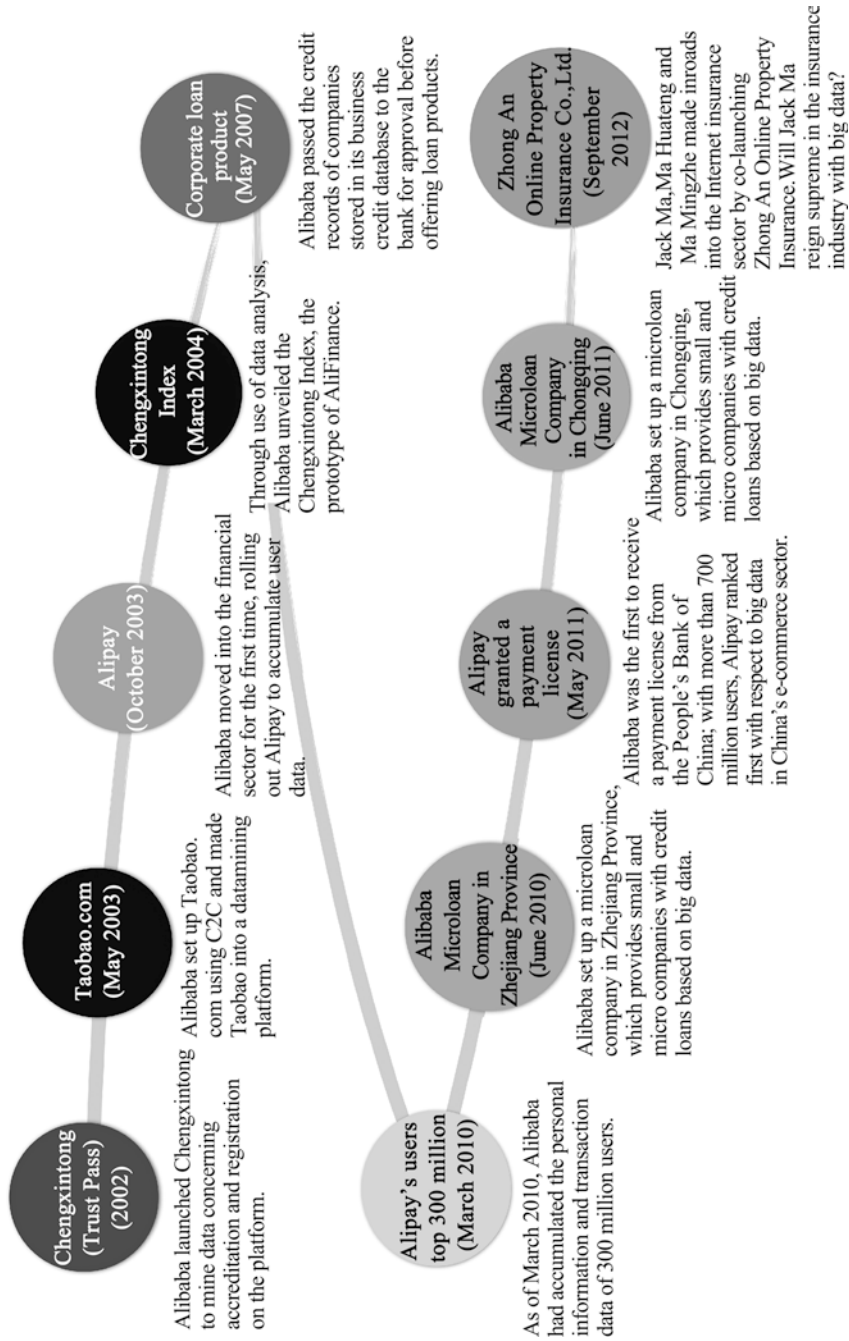 Chengxintong
(Trust Pass)
(2002)
Alibaba launched Chengxintong
to mine data concerning
accreditation and registration
on the platform.
Taobao.com
(May 2003)
Alibaba set up Taobao.
com using C2C and made
Taobao into a datamining
platform.
Alipay
(October 2003)
Alibaba moved into the financial
sector for the first time, rolling
out Alipay to accumulate user
data.
Chengxintong
Index
(March 2004)
Through use of data analysis,
Alibaba unveiled the
Chengxintong Index, the
prototype of AliFinance.
Corporate loan
product
(May 2007)
Alibaba passed the credit
records of companies
stored in its business
credit database to the
bank for approval before
offering loan products.
Alipay's users
top 300 million
(March 2010)
As of March 2010, Alibaba
had accumulated the personal
information and transaction
data of 300 million users.
Alibaba
Microloan
Company in
Zhejiang Province
(June 2010)
Alibaba set up a microloan
company in Zhejiang Province,
which provides small and
micro companies with credit
loans based on big data.
Alipay
granted a
payment
license
(May 2011)
Alibaba was the first to receive
a payment license from
the People's Bank of
China; with more than 700
million users, Alipay ranked
first with respect to big data
in China's e-commerce sector.
Alibaba
Microloan
Company
in Chongqing
(June 2011)
Alibaba set up a microloan
company in Chongqing,
which provides small and
micro companies with credit
loans based on big data.
Zhong An
Online Property
Insurance Co.,Ltd.
(September
2012)
Jack Ma,Ma Huateng and
Ma Mingzhe made inroads
into the Internet insurance
sector by co-launching
Zhong An Online Property
Insurance.Will Jack Ma
reign supreme in the insurance
industry with big data?